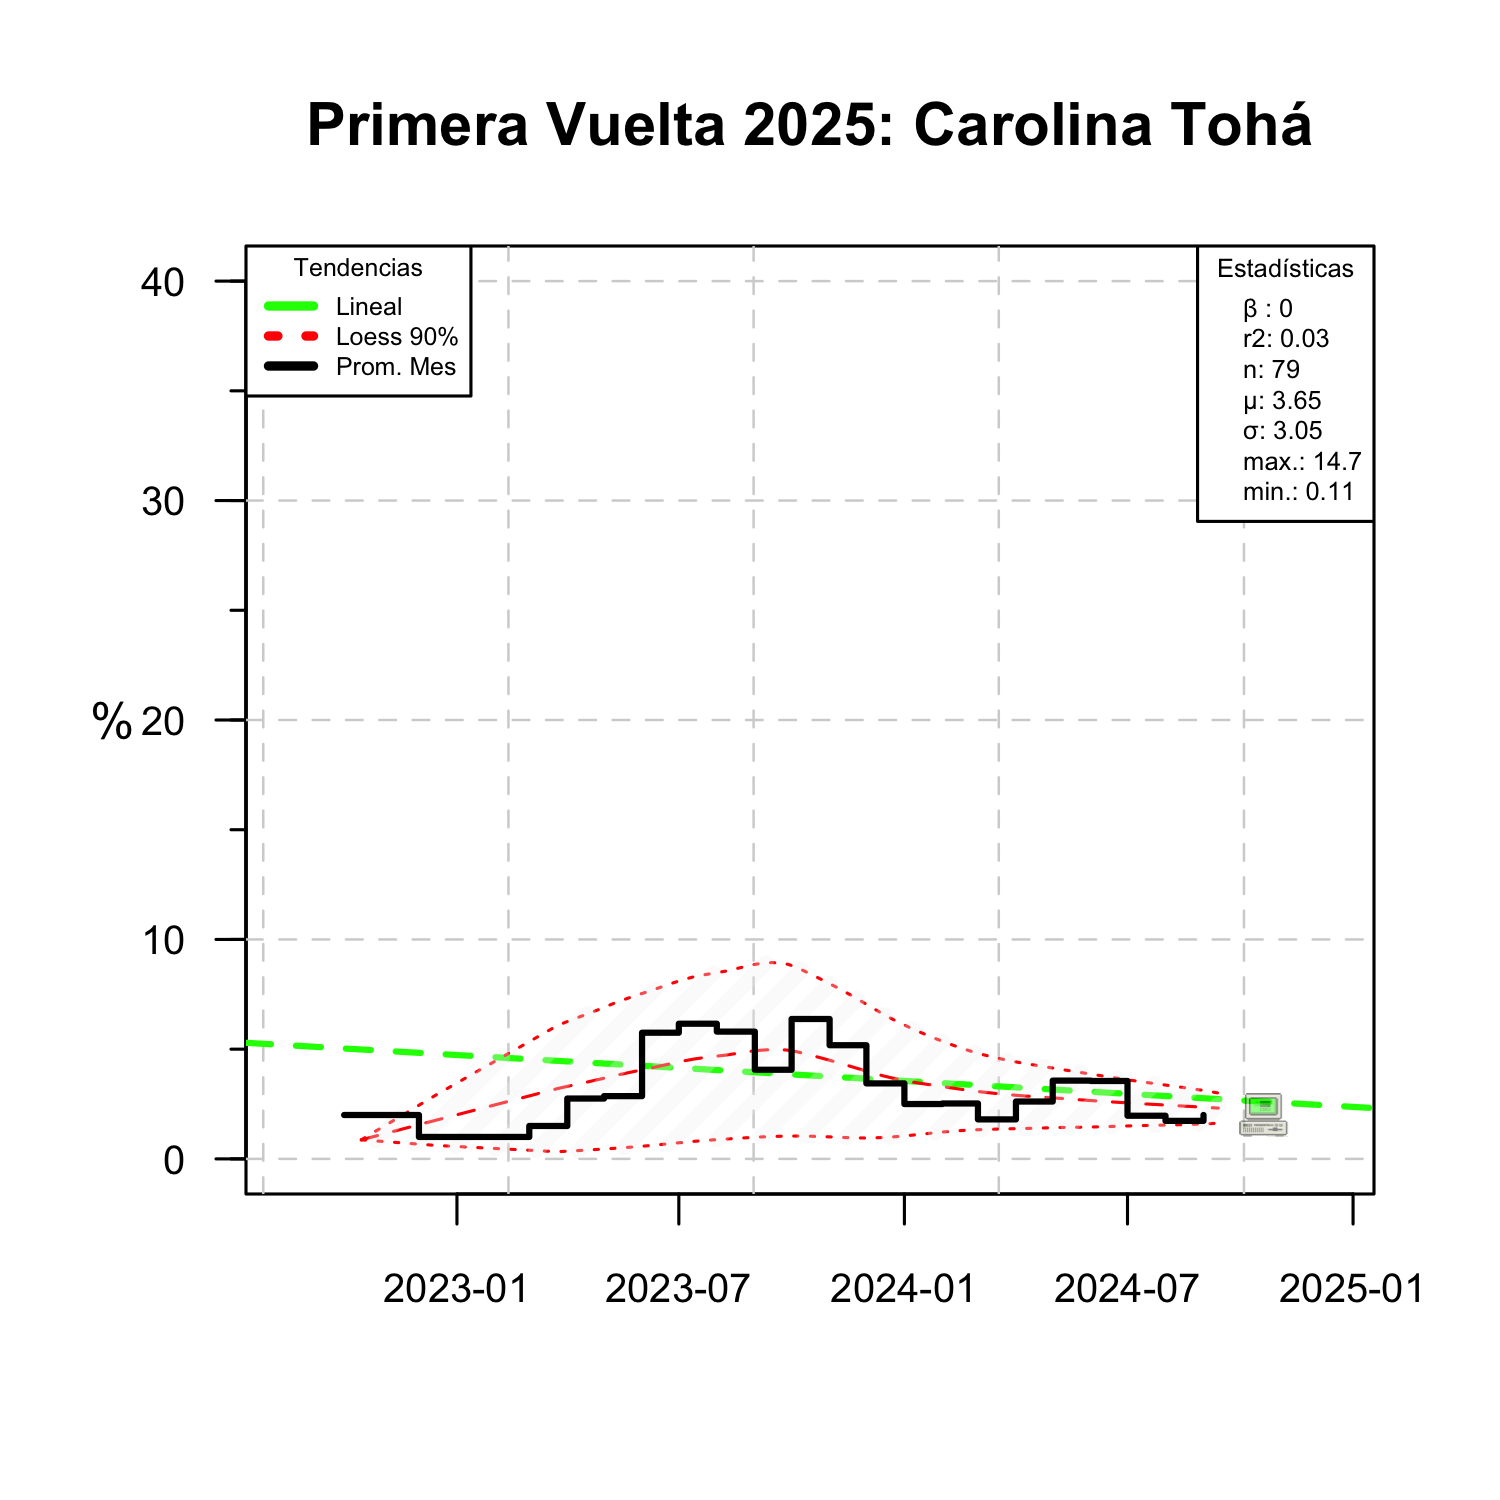 Primera Vuelta 2025: Carolina Tohá
Tendencias
Lineal
Loess 90%
Prom. Mes
Estadísticas
β : 0
r2: 0.03
n: 79
μ: 3.65
σ: 3.05
max.: 14.7
min.: 0.11
40
30
% 20
10
0
2023-01 2023-07 2024-01 2024-07 2025-01